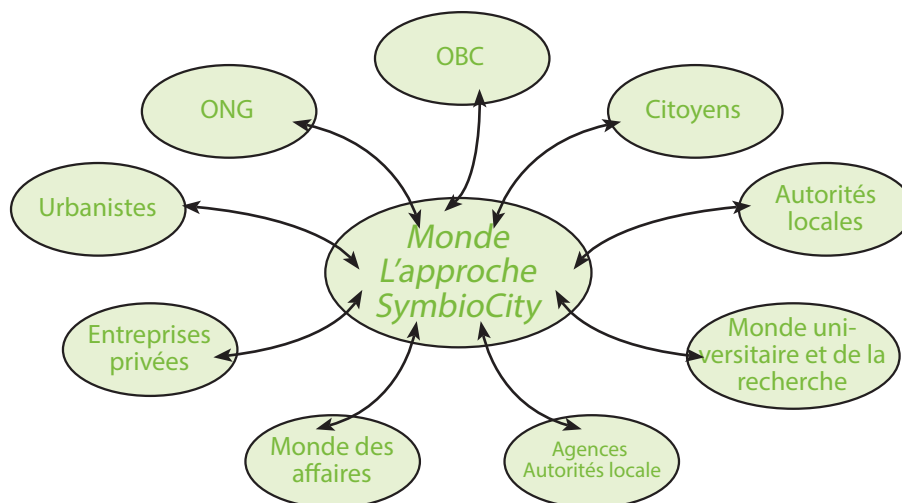 OBC
ONG
Citoyens
Urbanistes
Autorités
locales
Monde
L'approche
SymbioCity
Entreprises
privées
Monde uni-
versitaire et de la
recherche
Monde des
affaires
Agences
Autorités locale